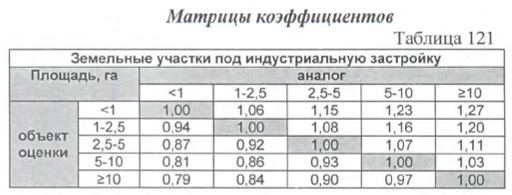 Матрицы коэффициентов
Таблица 121
Земельные участки под индустриальную застройку
Площадь, га аналог
<1 1-2,5 2,5-5 5-10 ≥10
объект оценки <1 1,00 1,06 1,15 1,23 1,27
1-2,5 0,94 1,00 1,08 1,16 1,20
2,5-5 0,87 0,92 1,00 1,07 1,11
5-10 0,81 0,86 0,93 1,00 1,03
≥10 0,79 0,84 0,90 0,97 1,00